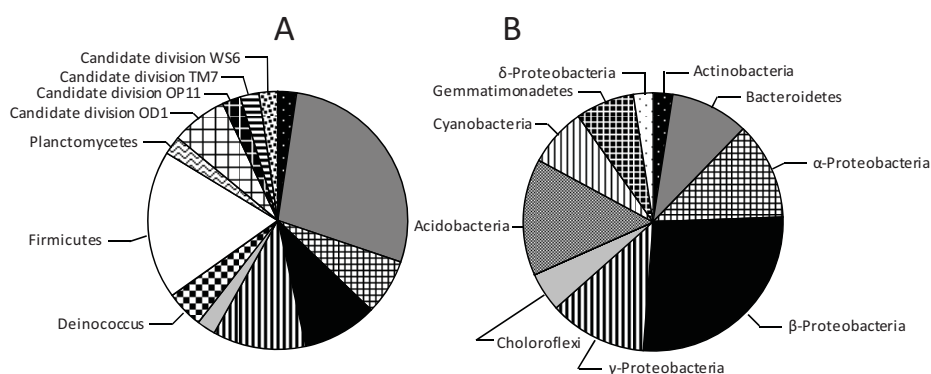 A
B
Candidate division WS6
Candidate division TM7
Candidate division OP11
Candidate division OD1
Planctomycetes
Firmicutes
Deinococcus
δ-Proteobacteria
Gemmatimonadetes
Cyanobacteria
Acidobacteria
Choloroflexi
γ-Proteobacteria
Actinobacteria
Bacteroidetes
α-Proteobacteria
β-Proteobacteria